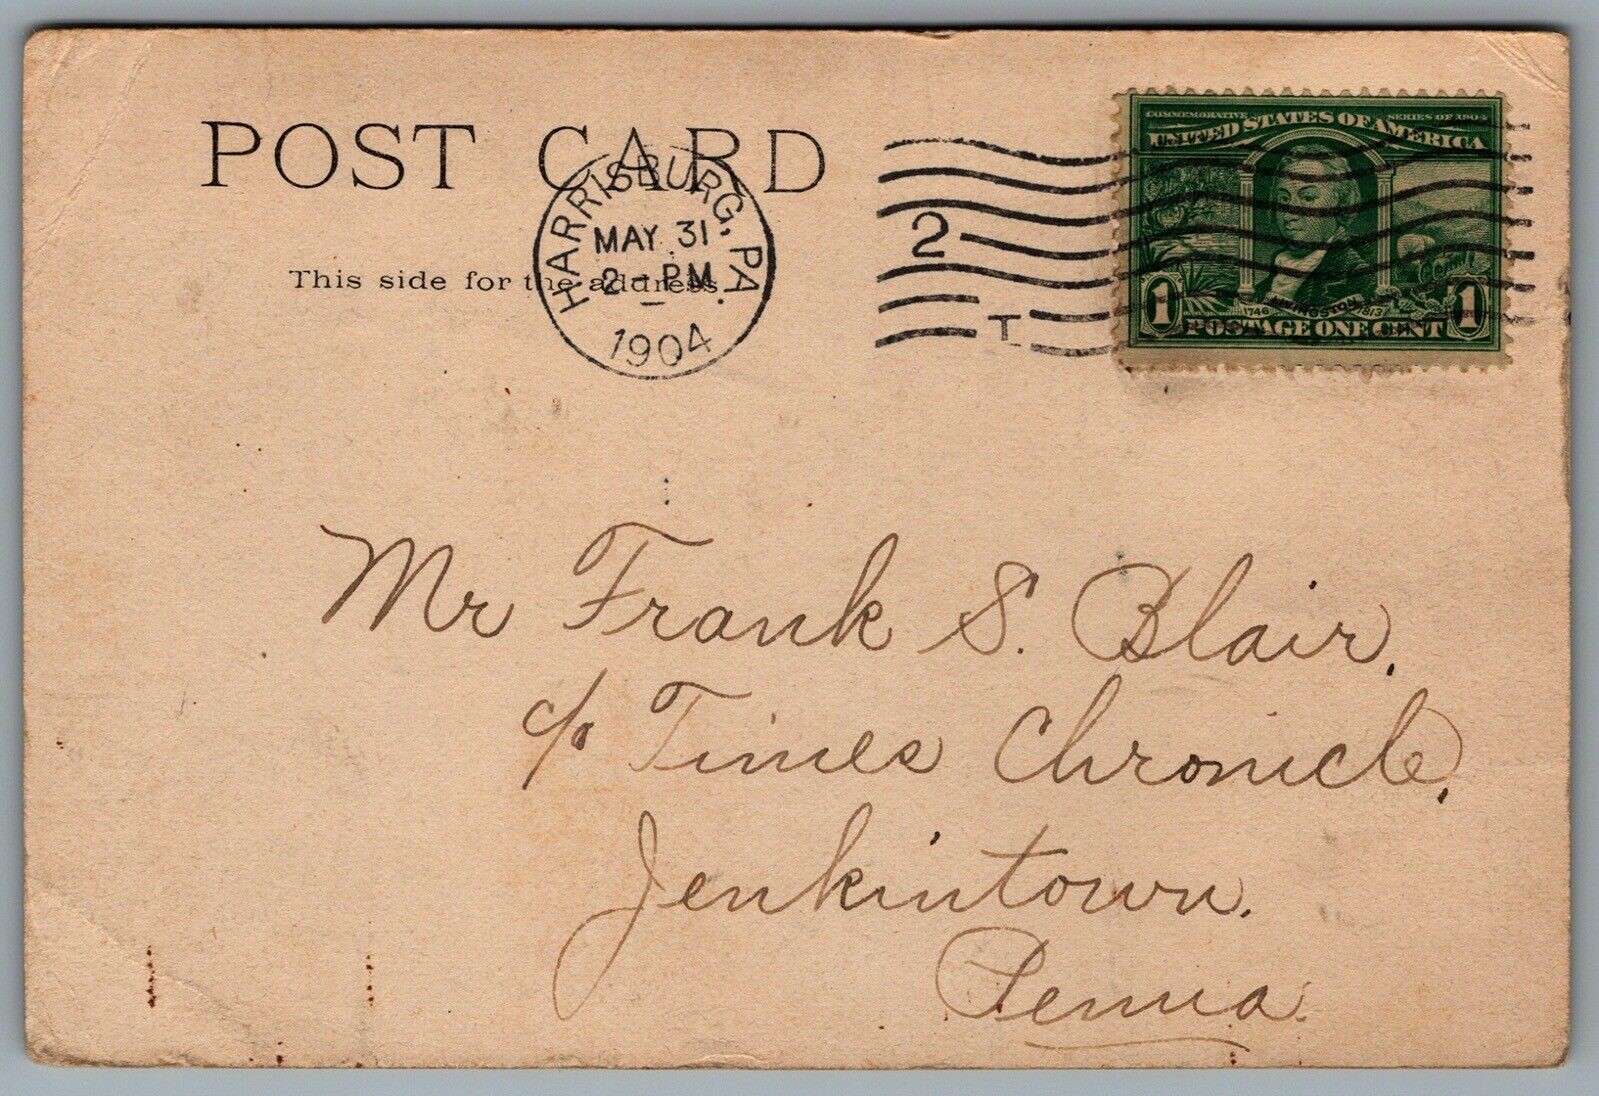 POST CARD
This side for the address.
HARRISBURG, PA.
MAY 31
2 - PM
1904
2
T
COMMEMORATIVE SERIES OF 1904
UNITED STATES OF AMERICA
1 1
1746 LIVINGSTON 1813
POSTAGE ONE CENT
Mr Frank S. Blair,
c/o Times Chronicle,
Jenkintown.
Penna.